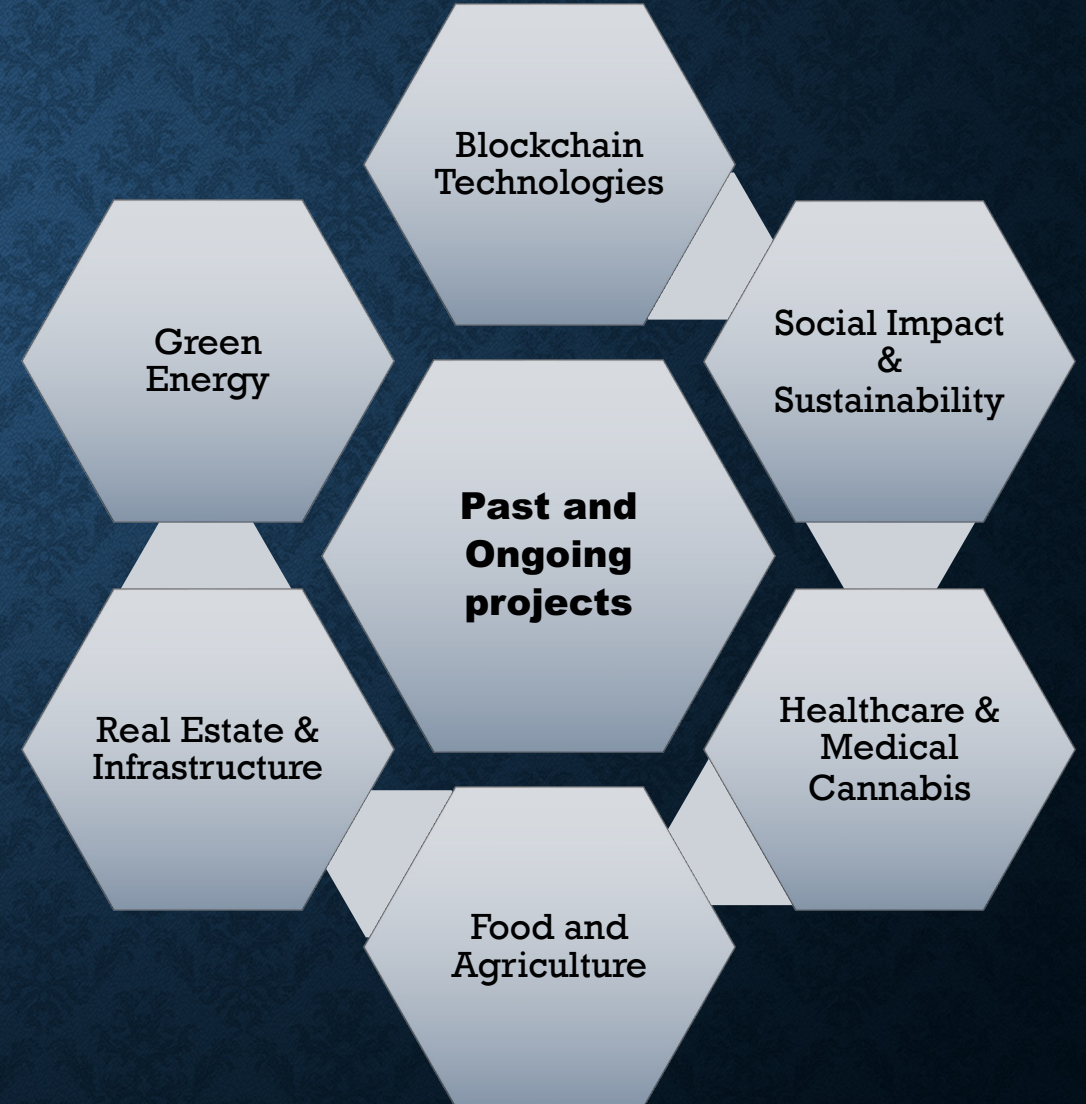 Blockchain
Technologies
Social Impact
&
Sustainability
Healthcare &
Medical
Cannabis
Food and
Agriculture
Real Estate &
Infrastructure
Green
Energy
Past and
Ongoing
projects